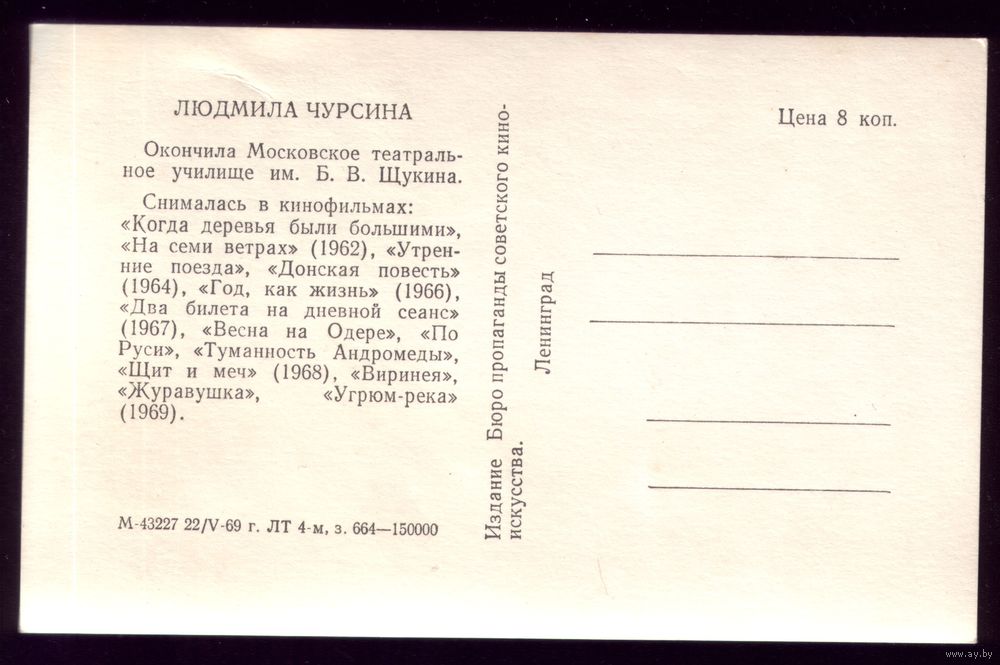 ЛЮДМИЛА ЧУРСИНА
Окончила Московское театраль-
ное училище им. Б. В. Щукина.
Снималась в кинофильмах:
«Когда деревья были большими»,
«На семи ветрах» (1962), «Утрен-
ние поезда», «Донская повесть»
(1964), «Год, как жизнь» (1966),
«Два билета на дневной сеанс»
(1967), «Весна на Одере», «По
Руси», «Туманность Андромеды»,
«Щит и меч» (1968), «Виринея»,
«Журавушка», «Угрюм-река»
(1969).
М-43227 22/V-69 г. ЛТ 4-м, з. 664—150000
Издание Бюро пропаганды советского кино-
искусства.
Ленинград
Цена 8 коп.
www.ay.by